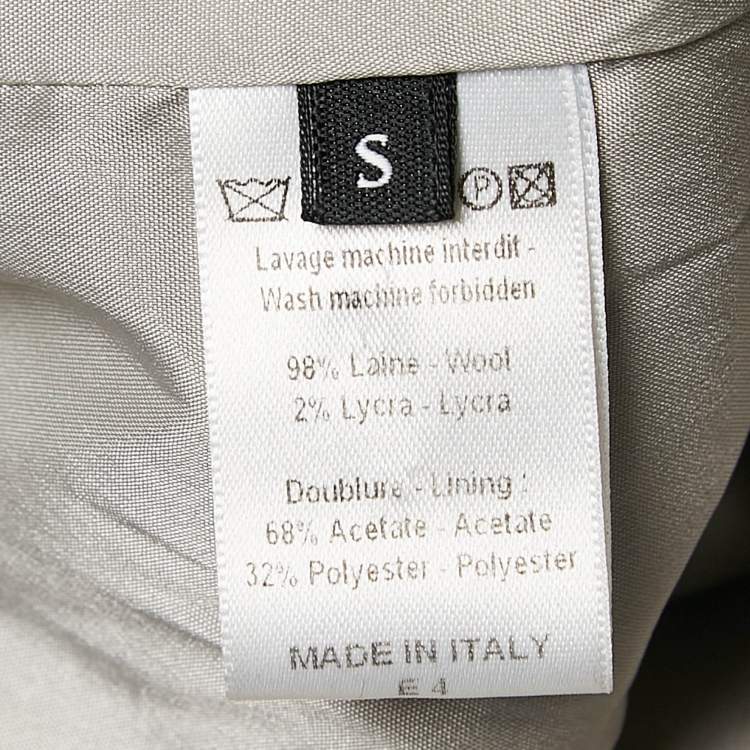 S
P
Lavage machine interdit -
Wash machine forbidden
98% Laine - Wool
2% Lycra - Lycra
Doublure - Lining :
68% Acetate - Acetate
32% Polyester - Polyester
MADE IN ITALY
E 4